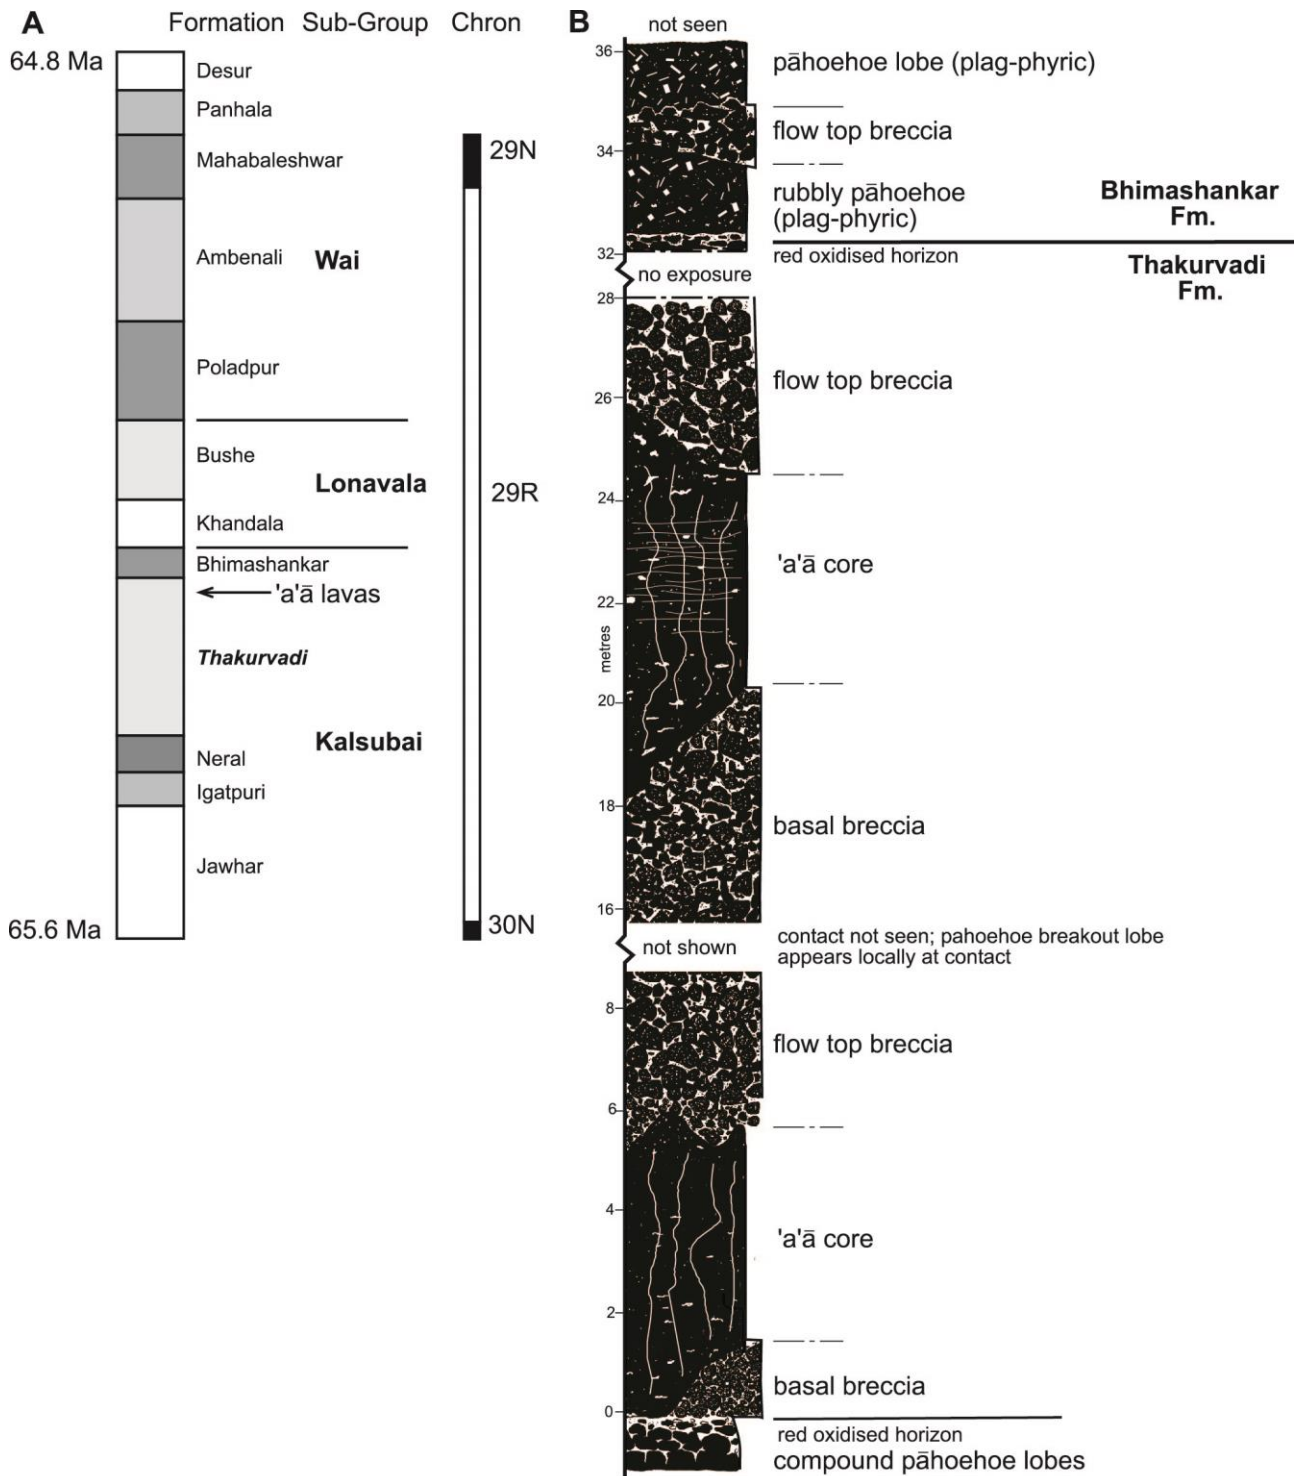 A
Formation Sub-Group Chron
64.8 Ma
Desur
Panhala
Mahabaleshwar
29N
Ambenali
Wai
Poladpur
Bushe
Lonavala
29R
Khandala
Bhimashankar
'a'ā lavas
Thakurvadi
Kalsubai
Neral
Igatpuri
Jawhar
65.6 Ma
30N
B
not seen
36
pāhoehoe lobe (plag-phyric)
flow top breccia
34
rubbly pāhoehoe
(plag-phyric)
Bhimashankar
Fm.
32
red oxidised horizon
Thakurvadi
Fm.
no exposure
28
flow top breccia
26
24
'a'ā core
22
metres
20
18
basal breccia
16
not shown
contact not seen; pahoehoe breakout lobe
appears locally at contact
8
flow top breccia
6
4
'a'ā core
2
basal breccia
0
red oxidised horizon
compound pāhoehoe lobes